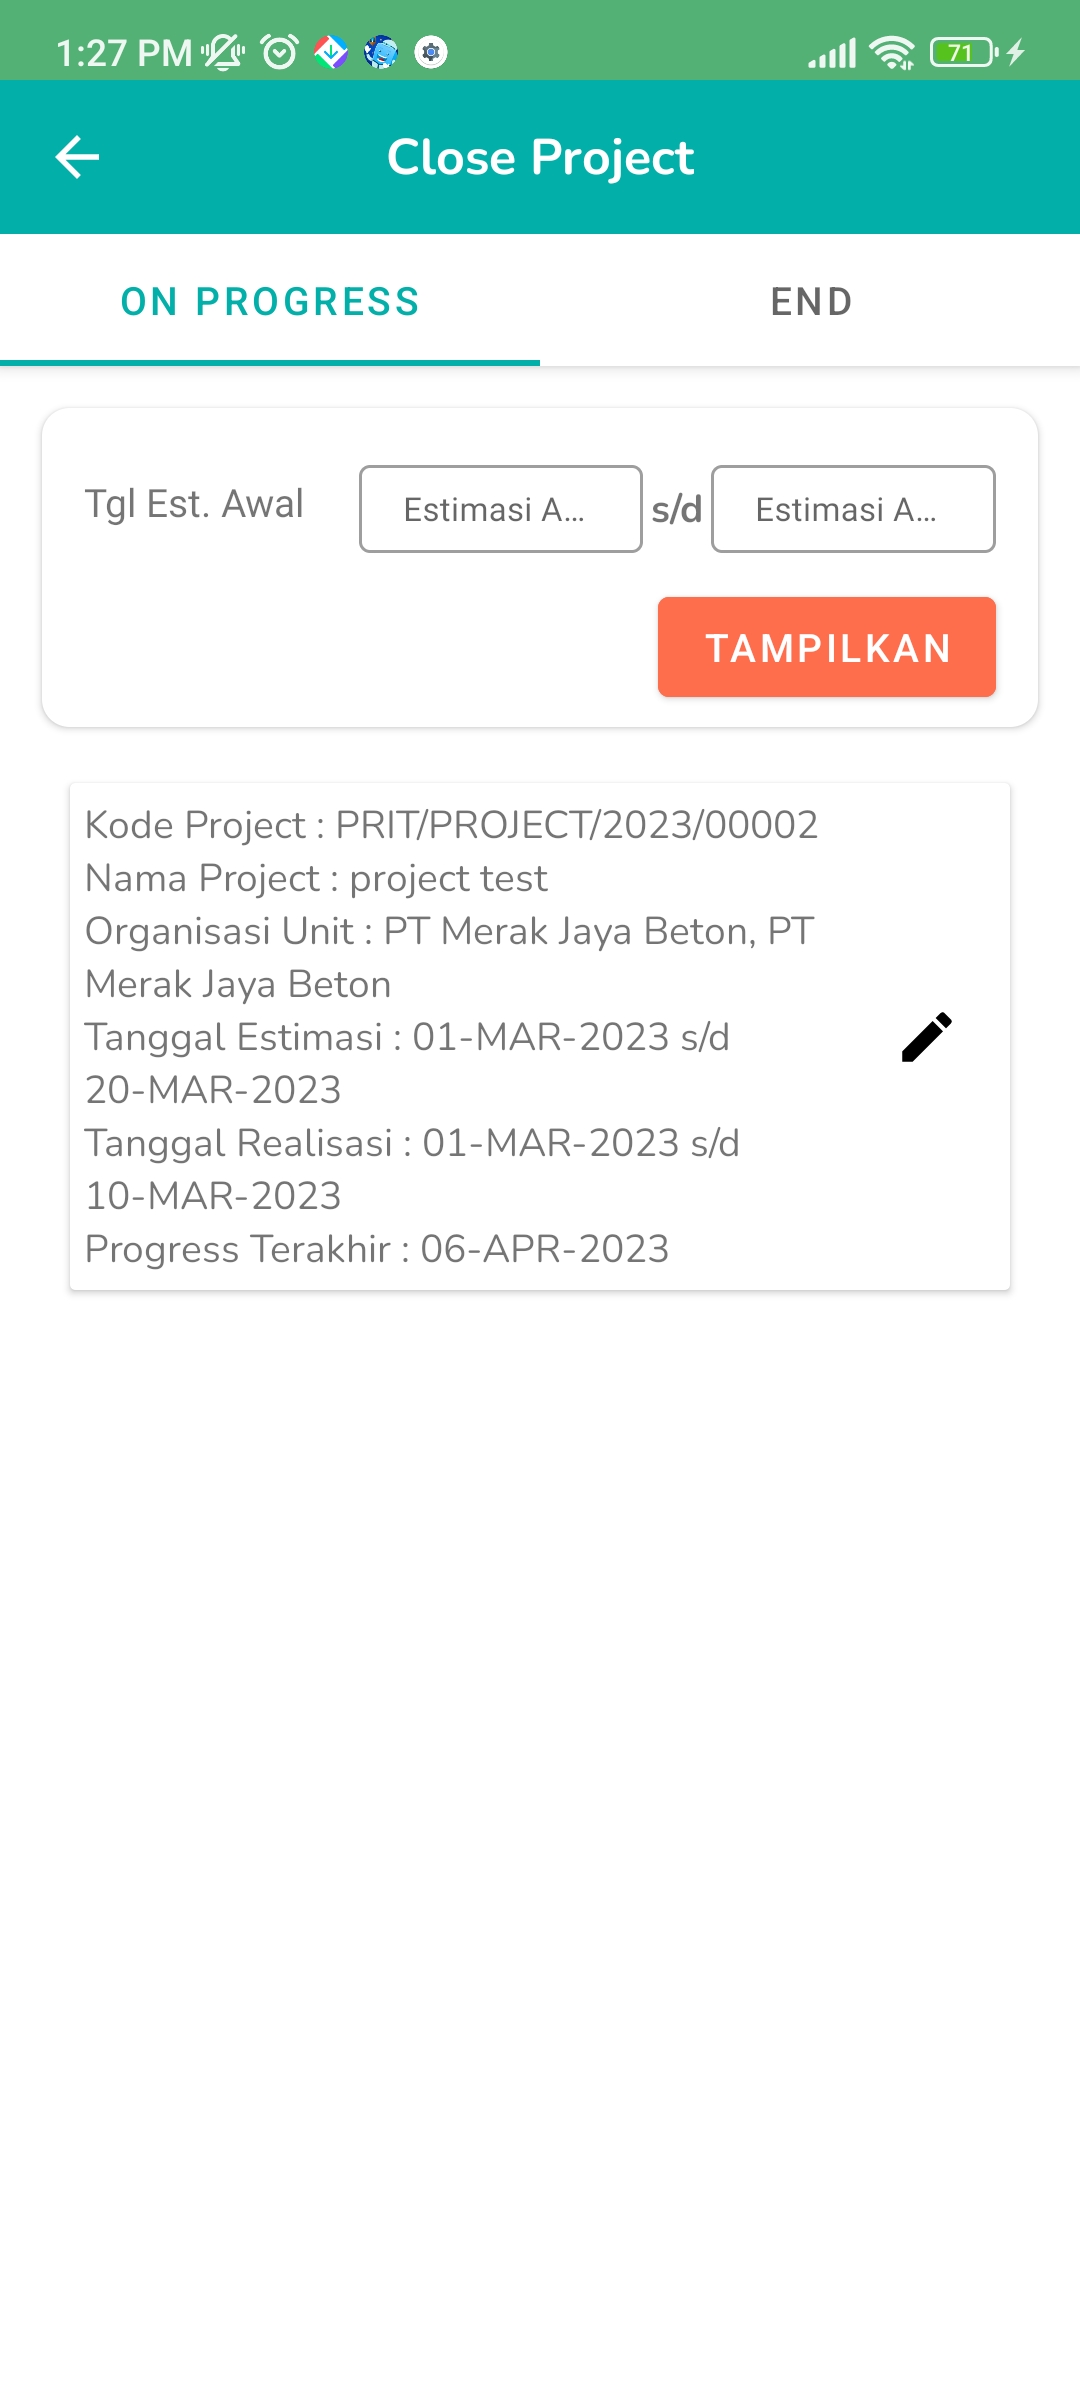 1:27 PM
71
Close Project
ON PROGRESS
END
Tgl Est. Awal
Estimasi A...
s/d
Estimasi A...
TAMPILKAN
Kode Project : PRIT/PROJECT/2023/00002
Nama Project : project test
Organisasi Unit : PT Merak Jaya Beton, PT
Merak Jaya Beton
Tanggal Estimasi : 01-MAR-2023 s/d
20-MAR-2023
Tanggal Realisasi : 01-MAR-2023 s/d
10-MAR-2023
Progress Terakhir : 06-APR-2023